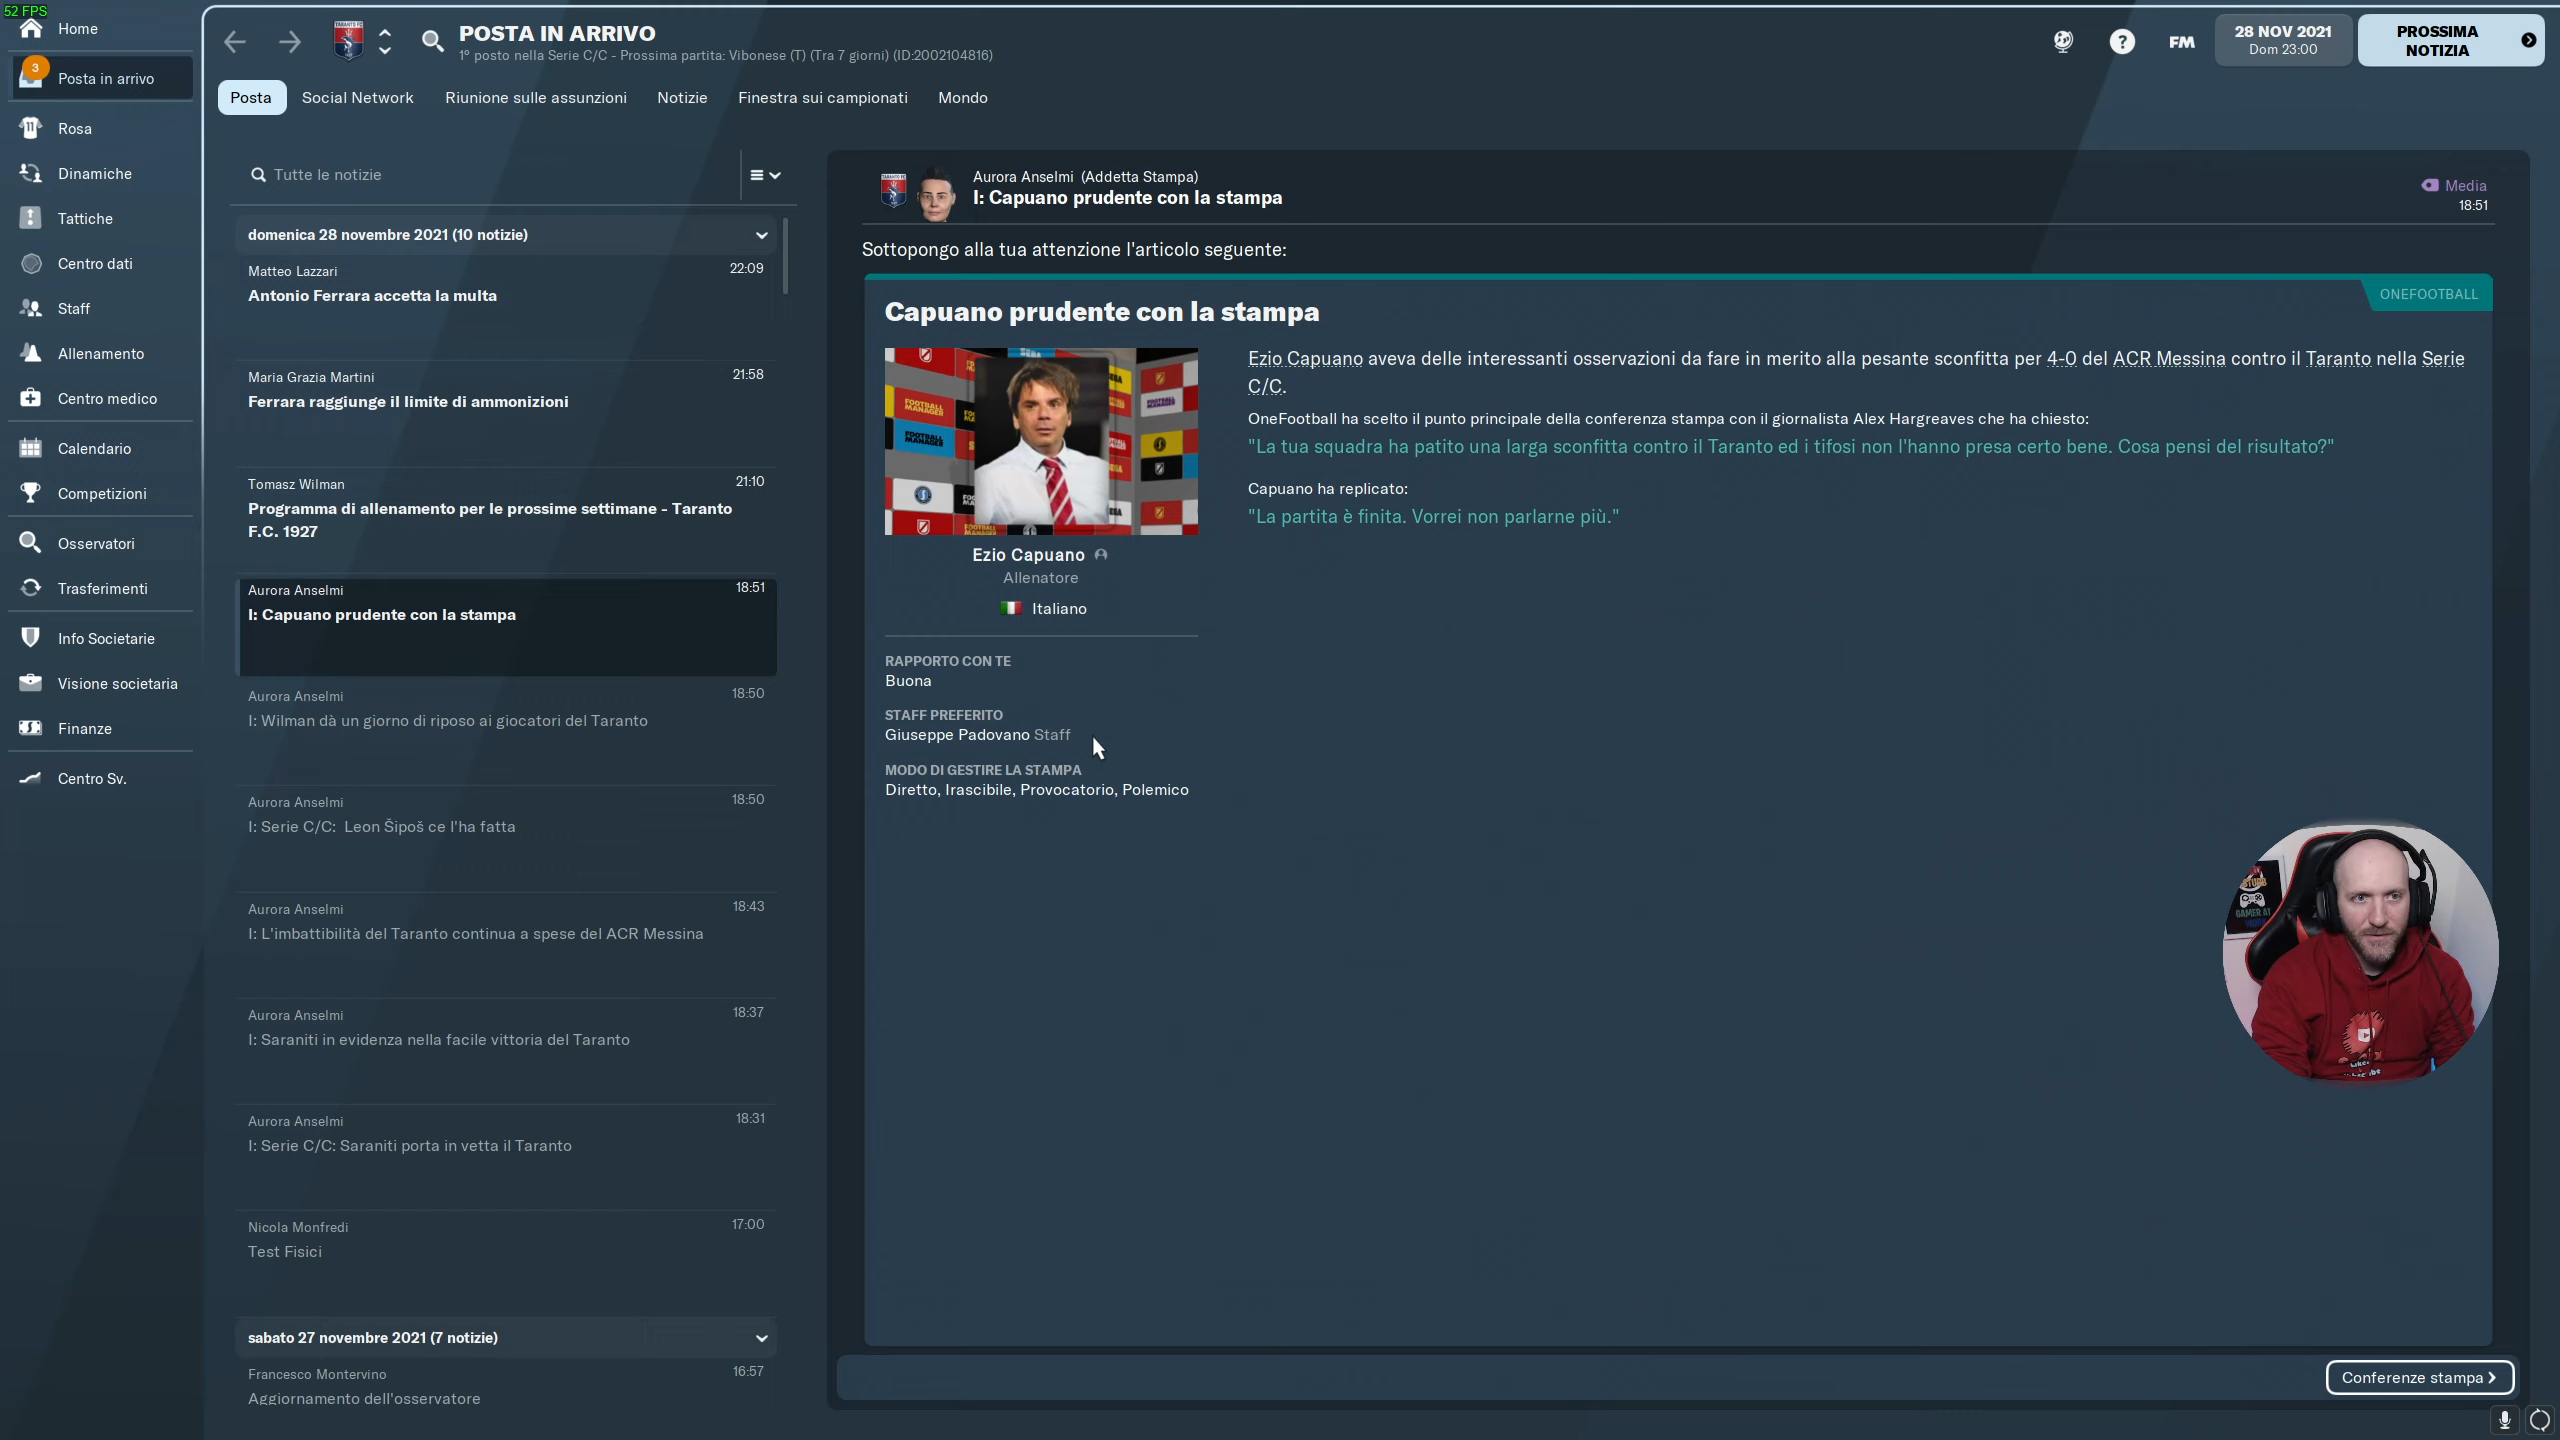 52 FPS
Home
3
Posta in arrivo
Rosa
Dinamiche
Tattiche
Centro dati
Staff
Allenamento
Centro medico
Calendario
Competizioni
Osservatori
Trasferimenti
Info Societarie
Visione societaria
Finanze
Centro Sv.
POSTA IN ARRIVO
1° posto nella Serie C/C - Prossima partita: Vibonese (T) (Tra 7 giorni) (ID:2002104816)
FM
28 NOV 2021
Dom 23:00
PROSSIMA
NOTIZIA
Posta
Social Network
Riunione sulle assunzioni
Notizie
Finestra sui campionati
Mondo
Tutte le notizie
domenica 28 novembre 2021 (10 notizie)
Matteo Lazzari
22:09
Antonio Ferrara accetta la multa
Maria Grazia Martini
21:58
Ferrara raggiunge il limite di ammonizioni
Tomasz Wilman
21:10
Programma di allenamento per le prossime settimane - Taranto
F.C. 1927
Aurora Anselmi
18:51
I: Capuano prudente con la stampa
Aurora Anselmi
18:50
I: Wilman dà un giorno di riposo ai giocatori del Taranto
Aurora Anselmi
18:50
I: Serie C/C: Leon Šipoš ce l'ha fatta
Aurora Anselmi
18:43
I: L'imbattibilità del Taranto continua a spese del ACR Messina
Aurora Anselmi
18:37
I: Saraniti in evidenza nella facile vittoria del Taranto
Aurora Anselmi
18:31
I: Serie C/C: Saraniti porta in vetta il Taranto
Nicola Monfredi
17:00
Test Fisici
sabato 27 novembre 2021 (7 notizie)
Francesco Montervino
16:57
Aggiornamento dell'osservatore
Aurora Anselmi (Addetta Stampa)
I: Capuano prudente con la stampa
Media
18:51
Sottopongo alla tua attenzione l'articolo seguente:
ONEFOOTBALL
Capuano prudente con la stampa
Ezio Capuano aveva delle interessanti osservazioni da fare in merito alla pesante sconfitta per 4-0 del ACR Messina contro il Taranto nella Serie
C/C.
OneFootball ha scelto il punto principale della conferenza stampa con il giornalista Alex Hargreaves che ha chiesto:
"La tua squadra ha patito una larga sconfitta contro il Taranto ed i tifosi non l'hanno presa certo bene. Cosa pensi del risultato?"
Capuano ha replicato:
"La partita è finita. Vorrei non parlarne più."
FOOTBALL
MANAGER
Ezio Capuano
Allenatore
Italiano
RAPPORTO CON TE
Buona
STAFF PREFERITO
Giuseppe Padovano Staff
MODO DI GESTIRE LA STAMPA
Diretto, Irascibile, Provocatorio, Polemico
GAMER AT
Conferenze stampa